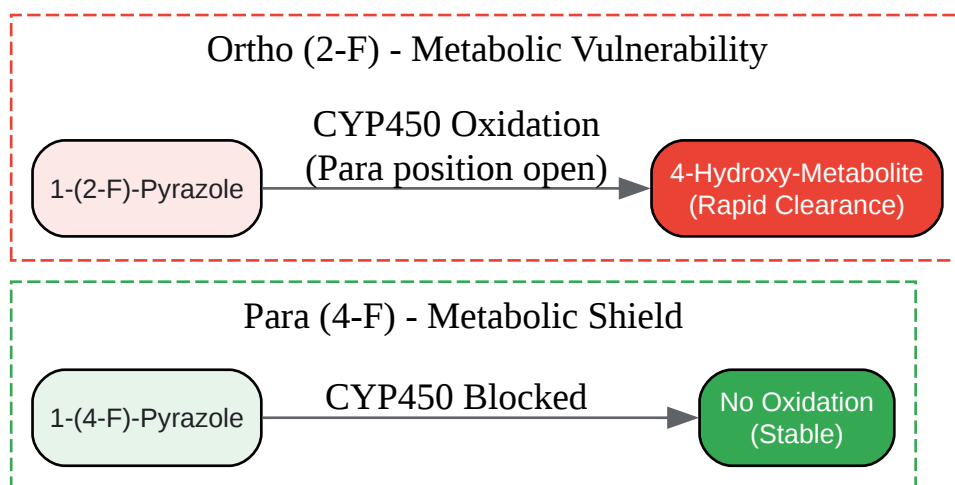 Ortho (2-F) - Metabolic Vulnerability
CYP450 Oxidation
(Para position open)
1-(2-F)-Pyrazole
4-Hydroxy-Metabolite
(Rapid Clearance)
Para (4-F) - Metabolic Shield
1-(4-F)-Pyrazole
CYP450 Blocked
No Oxidation
(Stable)